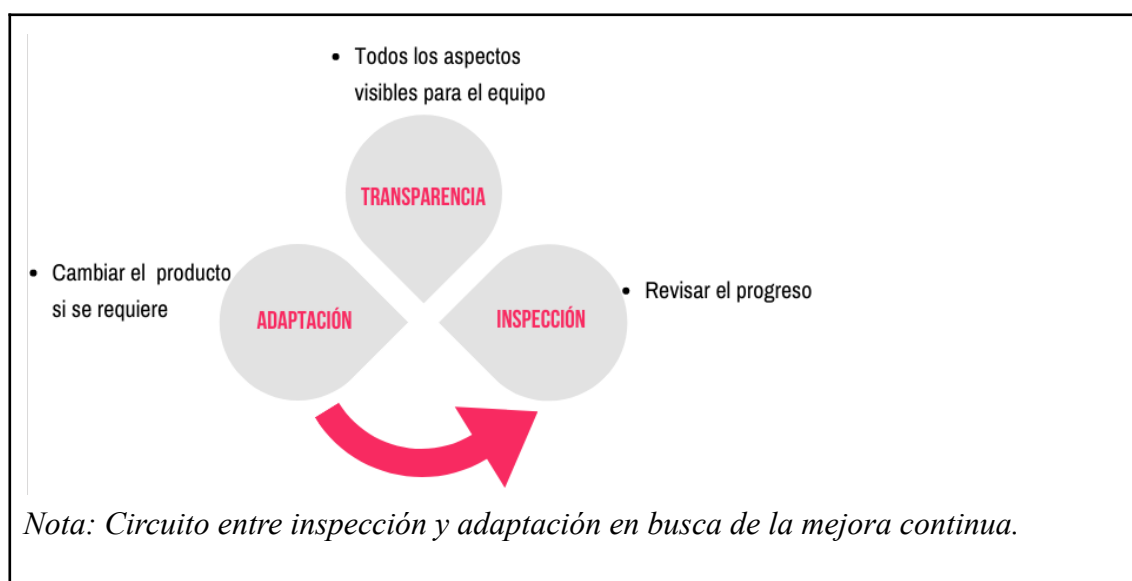 • Todos los aspectos
visibles para el equipo
TRANSPARENCIA
• Cambiar el producto
si se requiere
ADAPTACIÓN
INSPECCIÓN
• Revisar el progreso
Nota: Circuito entre inspección y adaptación en busca de la mejora continua.